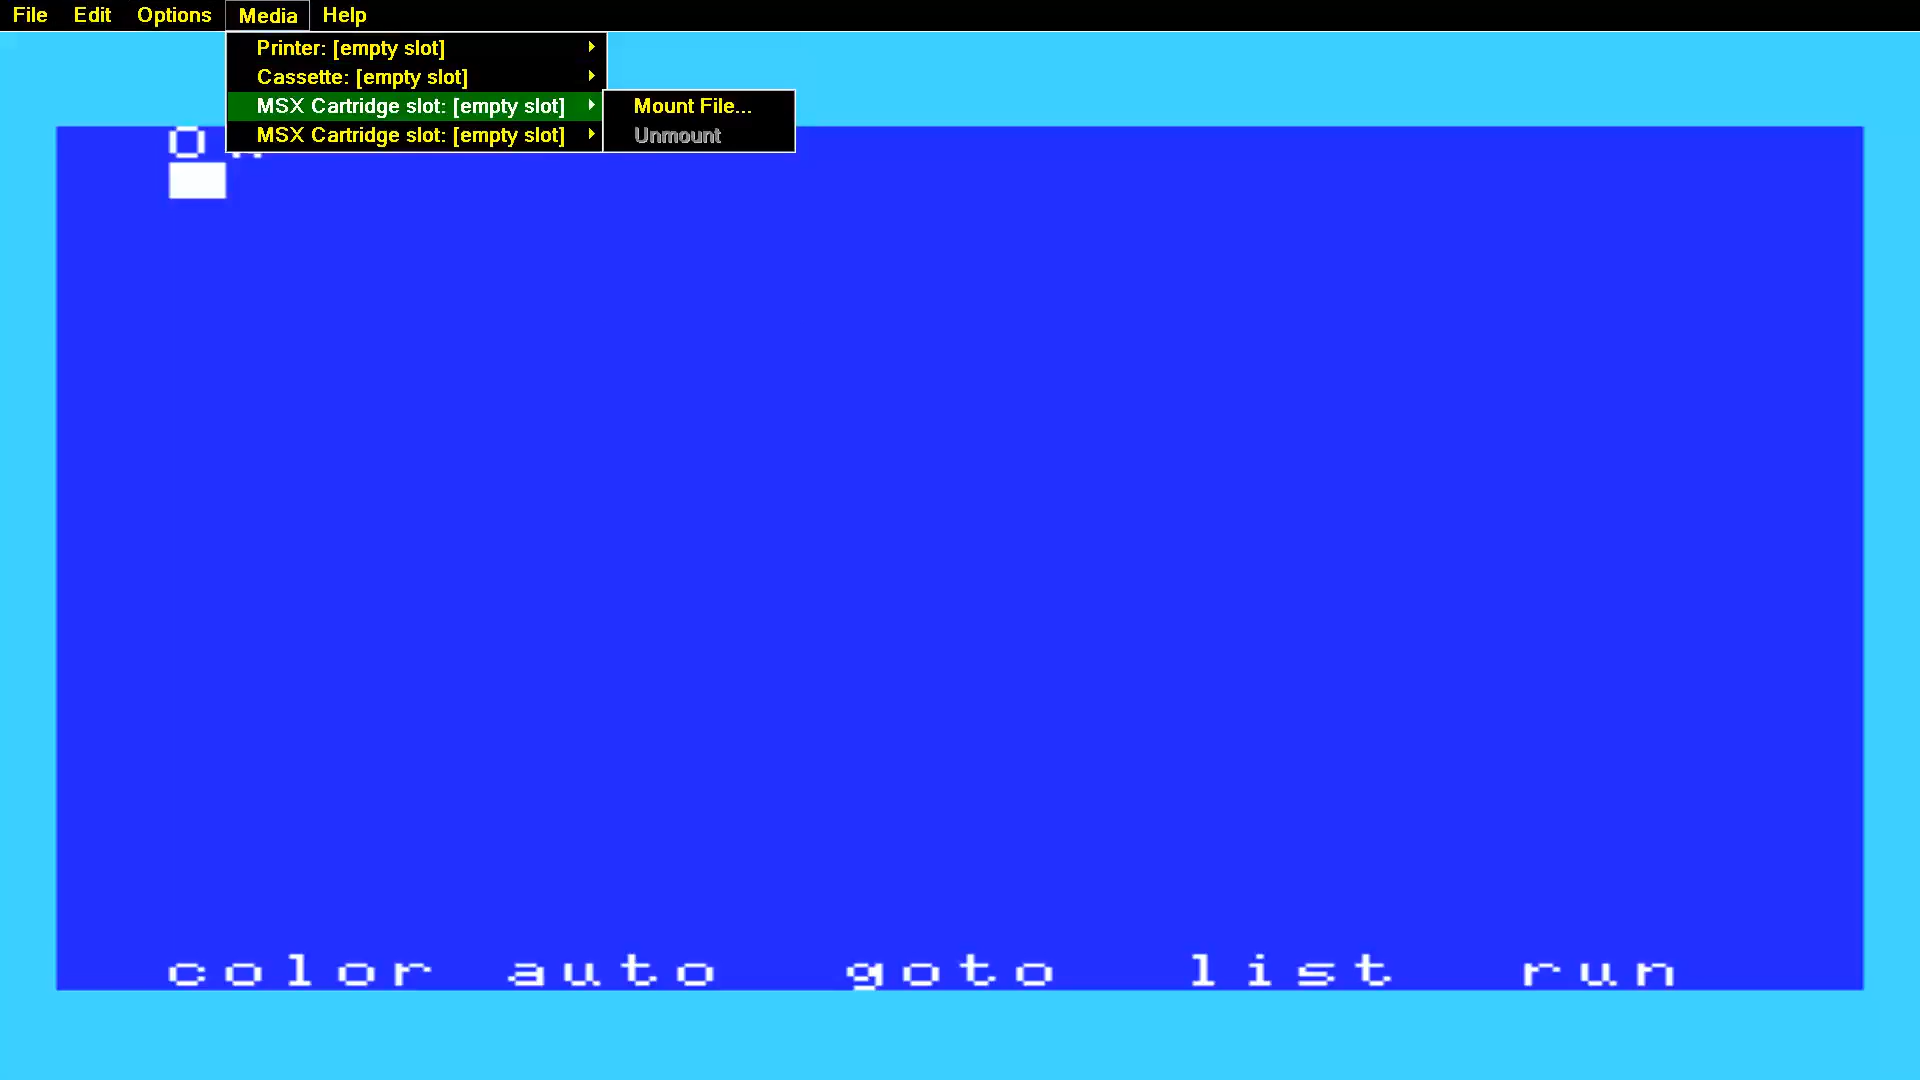 File Edit Options Media Help
Printer: [empty slot]
Cassette: [empty slot]
MSX Cartridge slot: [empty slot]
MSX Cartridge slot: [empty slot]
Mount File...
Unmount
color auto goto list run